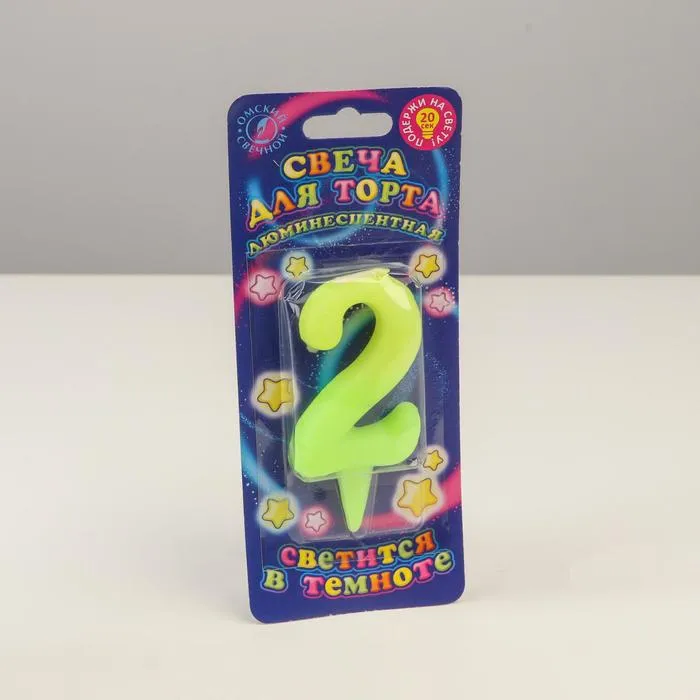 ОМСКИЙ
СВЕЧНОЙ
ПОДЕРЖИ НА СВЕТУ!
20
сек
СВЕЧА
ДЛЯ ТОРТА
ЛЮМИНЕСЦЕНТНАЯ
2
СВЕТИТСЯ
В ТЕМНОТЕ